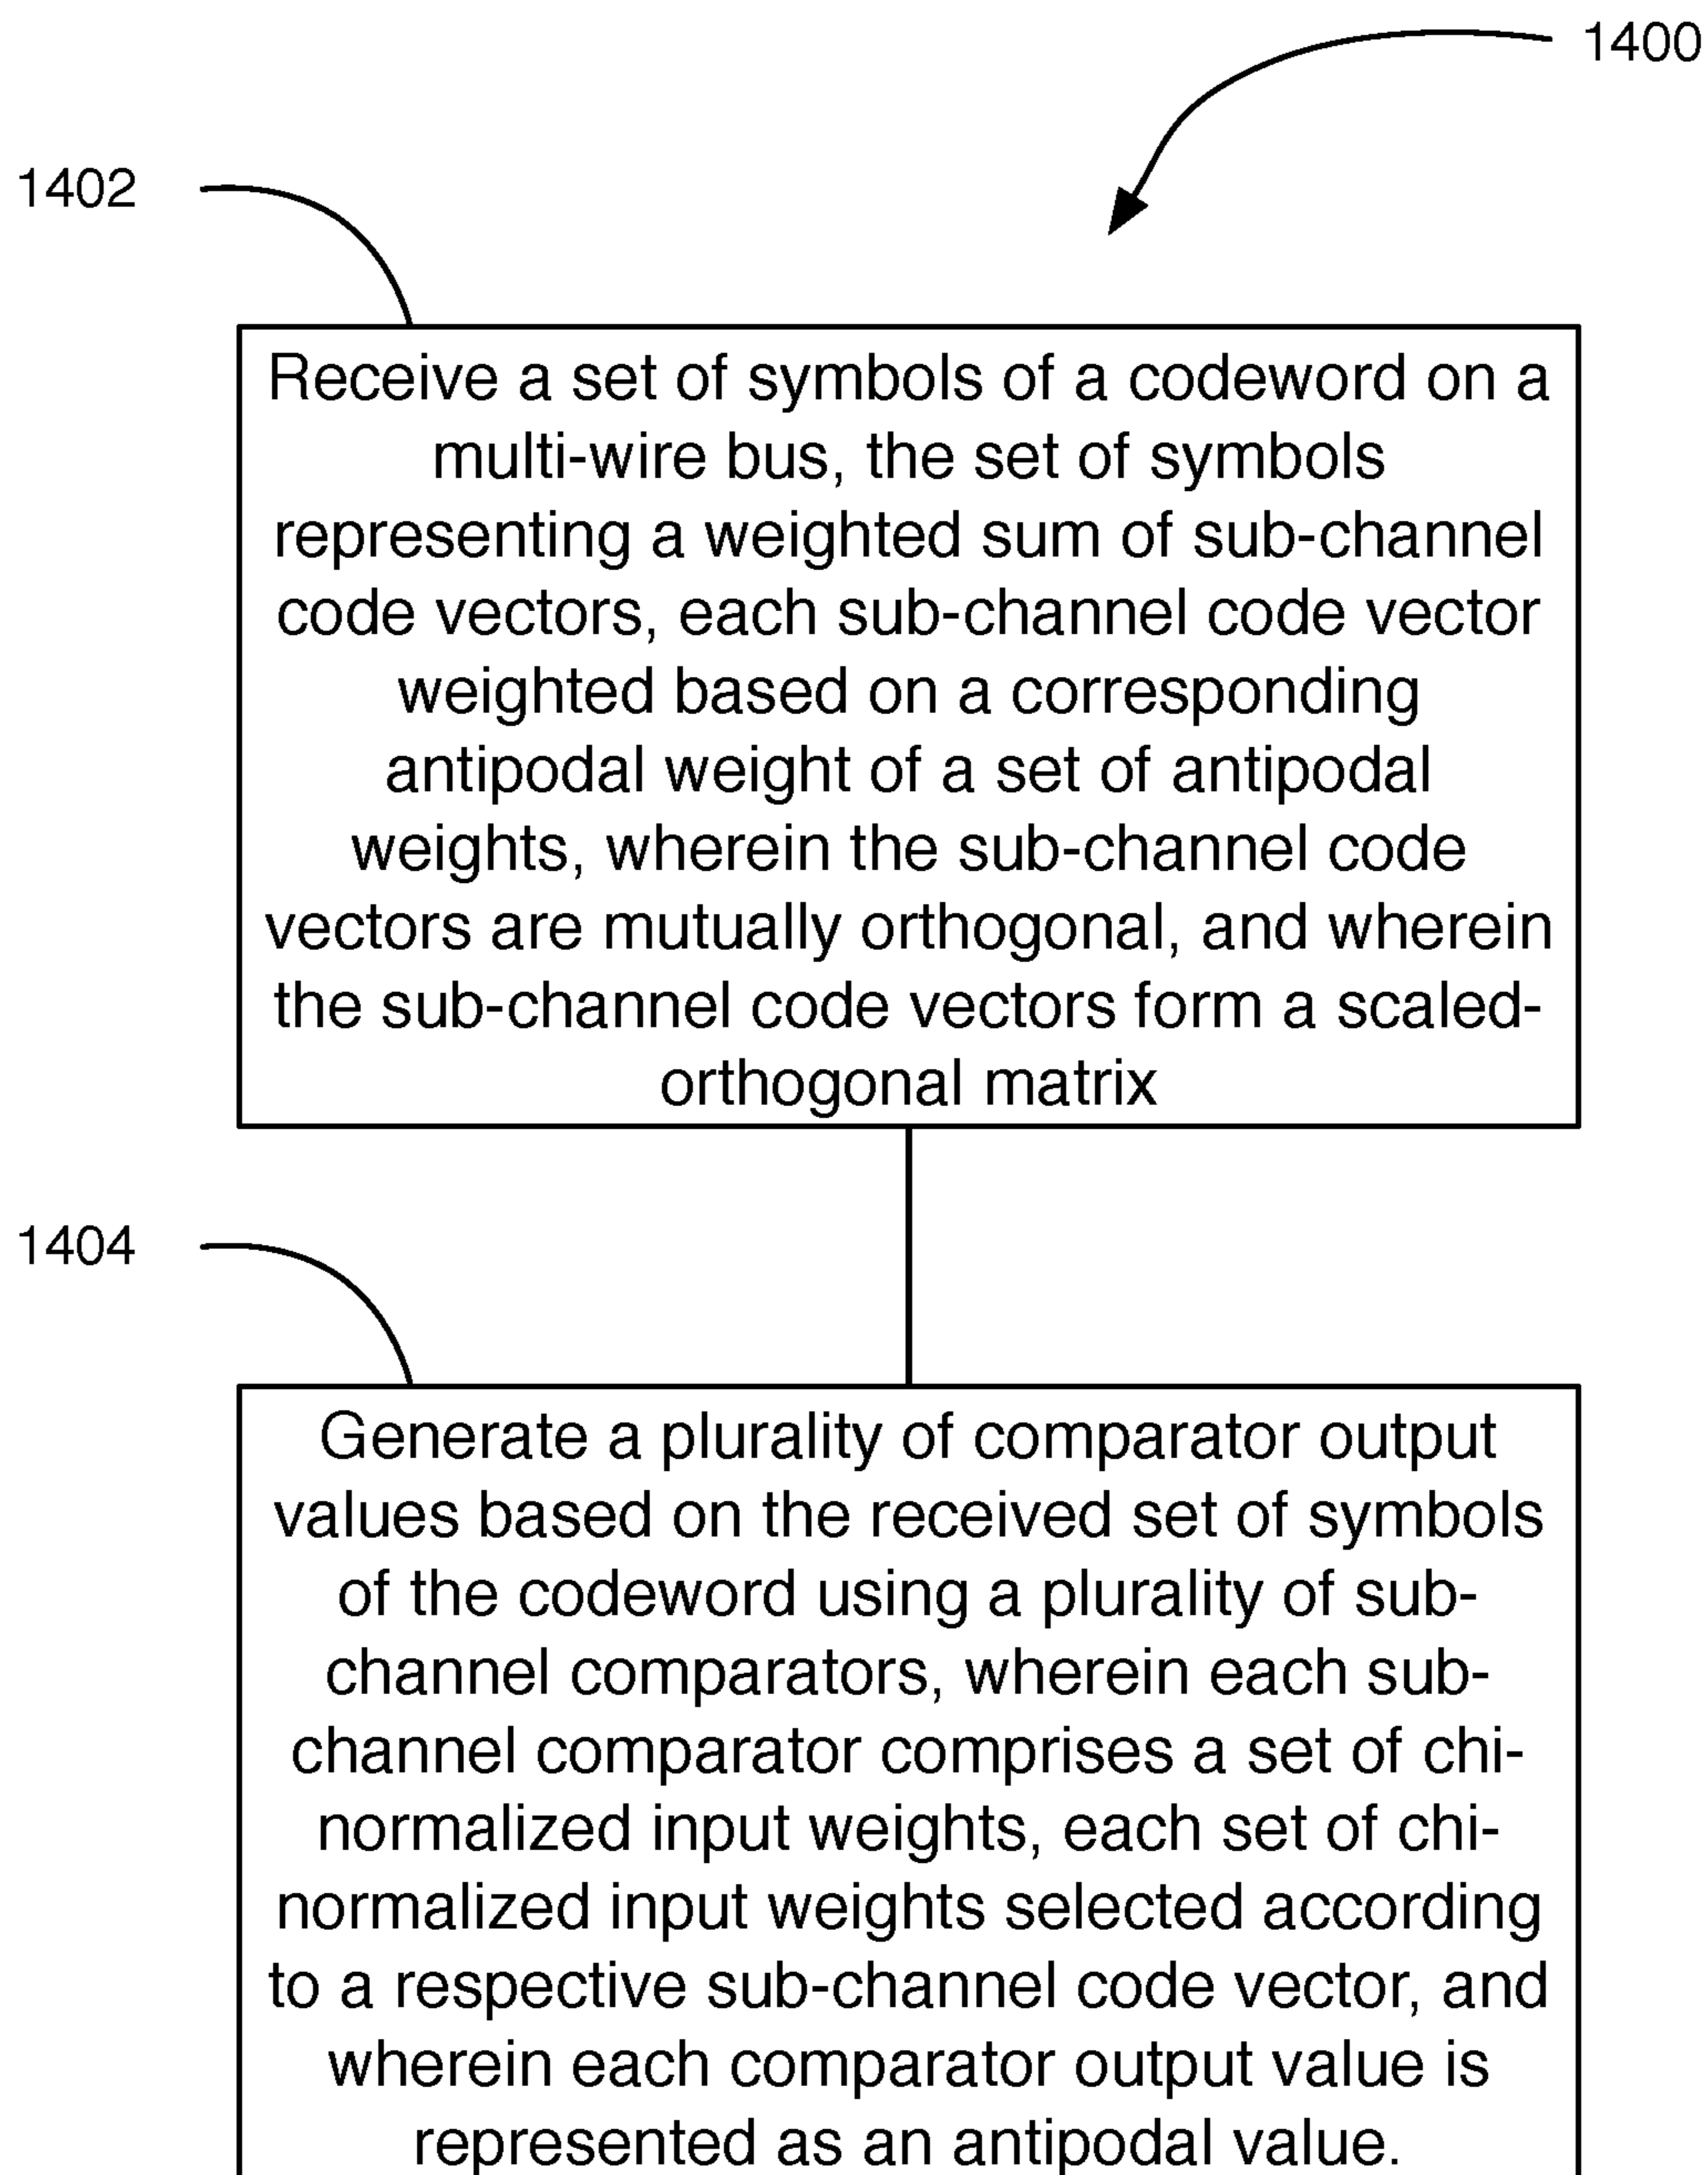 1400
1402
Receive a set of symbols of a codeword on a
multi-wire bus, the set of symbols
representing a weighted sum of sub-channel
code vectors, each sub-channel code vector
weighted based on a corresponding
antipodal weight of a set of antipodal
weights, wherein the sub-channel code
vectors are mutually orthogonal, and wherein
the sub-channel code vectors form a scaled-
orthogonal matrix
1404
Generate a plurality of comparator output
values based on the received set of symbols
of the codeword using a plurality of sub-
channel comparators, wherein each sub-
channel comparator comprises a set of chi-
normalized input weights, each set of chi-
normalized input weights selected according
to a respective sub-channel code vector, and
wherein each comparator output value is
represented as an antipodal value.